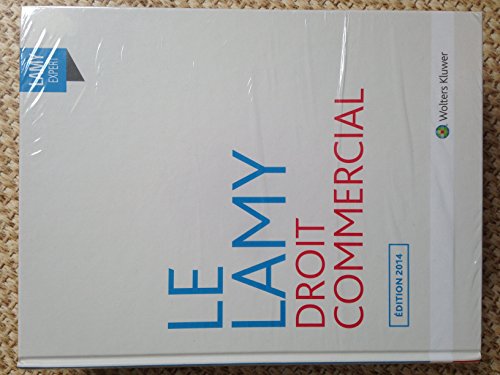 LAMY
EXPERT
LE
LAMY
DROIT
COMMERCIAL
ÉDITION 2014
Wolters Kluwer